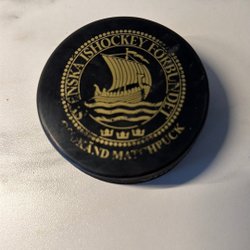 SVENSKA ISHOCKEY FÖRBUNDET
GODKÄND MATCHPUCK